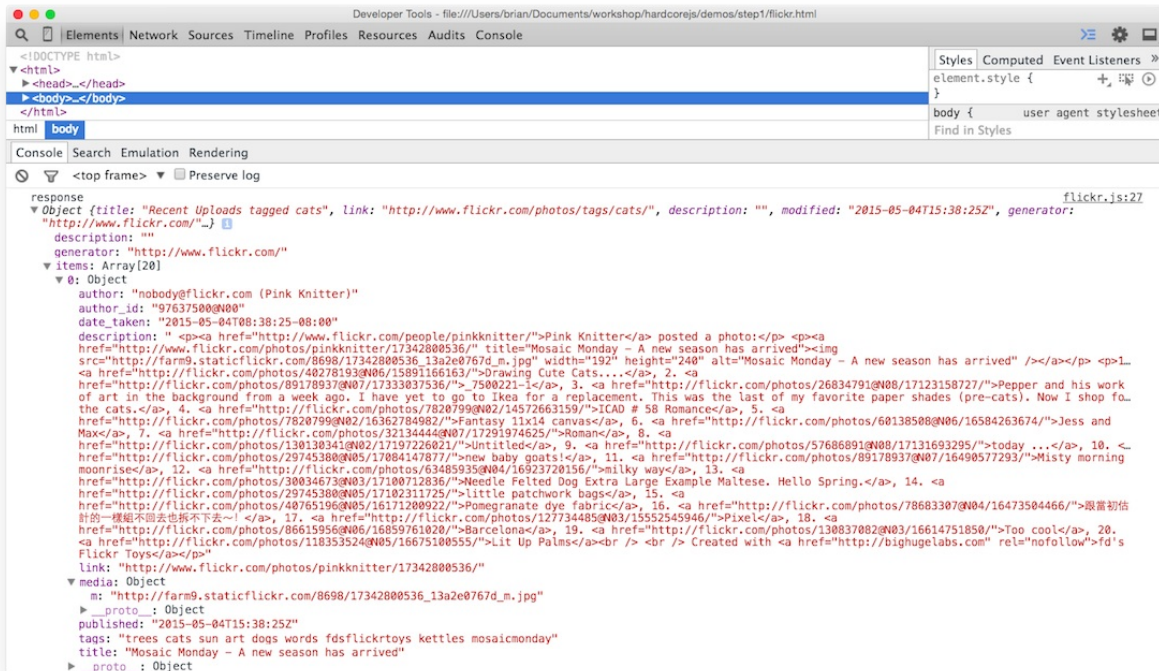 Developer Tools - file:///Users/brian/Documents/workshop/hardcorejs/demos/step1/flickr.html
Elements Network Sources Timeline Profiles Resources Audits Console
<!DOCTYPE html>
▼<html>
▶<head>…</head>
▶<body>…</body>
</html>
html body
Styles Computed Event Listeners »
element.style {
}
body { user agent stylesheet
Find in Styles
Console Search Emulation Rendering
<top frame> ▼ Preserve log
response flickr.js:27
▼Object {title: "Recent Uploads tagged cats", link: "http://www.flickr.com/photos/tags/cats/", description: "", modified: "2015-05-04T15:38:25Z", generator:
"http://www.flickr.com/"…}
description: ""
generator: "http://www.flickr.com/"
▼items: Array[20]
▼0: Object
author: "nobody@flickr.com (Pink Knitter)"
author_id: "97637500@N00"
date_taken: "2015-05-04T08:38:25-08:00"
description: " <p><a href="http://www.flickr.com/people/pinkknitter/">Pink Knitter</a> posted a photo:</p> <p><a
href="http://www.flickr.com/photos/pinkknitter/17342800536/" title="Mosaic Monday - A new season has arrived"><img
src="http://farm9.staticflickr.com/8698/17342800536_13a2e0767d_m.jpg" width="192" height="240" alt="Mosaic Monday - A new season has arrived" /></a></p> <p>1…
<a href="http://flickr.com/photos/40278193@N06/15891166163/">Drawing Cute Cats....</a>, 2. <a
href="http://flickr.com/photos/89178937@N07/17333037536/">_7500221-1</a>, 3. <a href="http://flickr.com/photos/26834791@N08/17123158727/">Pepper and his work
of art in the background from a week ago. I have yet to go to Ikea for a replacement. This was the last of my favorite paper shades (pre-cats). Now I shop fo…
the cats.</a>, 4. <a href="http://flickr.com/photos/7820799@N02/14572663159/">ICAD # 58 Romance</a>, 5. <a
href="http://flickr.com/photos/7820799@N02/16362784982/">Fantasy 11x14 canvas</a>, 6. <a href="http://flickr.com/photos/60138508@N06/16584263674/">Jess and
Max</a>, 7. <a href="http://flickr.com/photos/32134444@N07/17291974625/">Roman</a>, 8. <a
href="http://flickr.com/photos/130130341@N02/17197226021/">Untitled</a>, 9. <a href="http://flickr.com/photos/57686891@N08/17131693295/">today ...</a>, 10. <…
href="http://flickr.com/photos/29745380@N05/17084147877/">new baby goats!</a>, 11. <a href="http://flickr.com/photos/89178937@N07/16490577293/">Misty morning
moonrise</a>, 12. <a href="http://flickr.com/photos/63485935@N04/16923720156/">milky way</a>, 13. <a
href="http://flickr.com/photos/30034673@N03/17100712836/">Needle Felted Dog Extra Large Example Maltese. Hello Spring.</a>, 14. <a
href="http://flickr.com/photos/29745380@N05/17102311725/">little patchwork bags</a>, 15. <a
href="http://flickr.com/photos/40765196@N05/16171200922/">Pomegranate dye fabric</a>, 16. <a href="http://flickr.com/photos/78683307@N04/16473504466/">跟當初估
計的一樣組不回去也拆不下去~! </a>, 17. <a href="http://flickr.com/photos/127734485@N03/15552545946/">Pixel</a>, 18. <a
href="http://flickr.com/photos/86615956@N06/16859761020/">Barcelona</a>, 19. <a href="http://flickr.com/photos/130837082@N03/16614751850/">Too cool</a>, 20.
<a href="http://flickr.com/photos/118353524@N05/16675100555/">Lit Up Palms</a><br /> <br /> Created with <a href="http://bighugelabs.com" rel="nofollow">fd's
Flickr Toys</a></p>"
link: "http://www.flickr.com/photos/pinkknitter/17342800536/"
▼media: Object
m: "http://farm9.staticflickr.com/8698/17342800536_13a2e0767d_m.jpg"
▶__proto__: Object
published: "2015-05-04T15:38:25Z"
tags: "trees cats sun art dogs words fdsflickrtoys kettles mosaicmonday"
title: "Mosaic Monday - A new season has arrived"
▶__proto__: Object